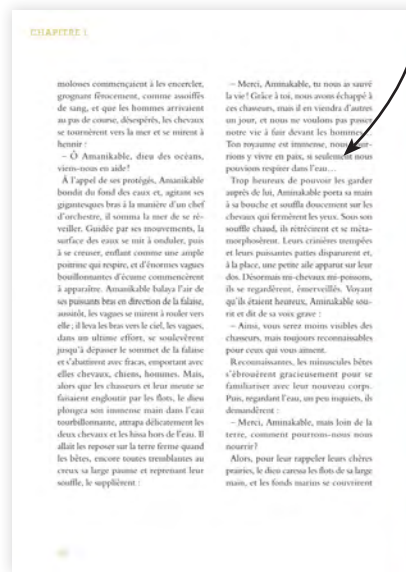 CHAPITRE 1
molosses commençaient à les encercler,
grognant férocement, comme assoiffés
de sang, et que les hommes arrivaient
au pas de course, désespérés, les chevaux
se tournèrent vers la mer et se mirent à
hennir :
– Ô Amanikable, dieu des océans,
viens-nous en aide !
À l'appel de ses protégés, Amanikable
bondit du fond des eaux et, agitant ses
gigantesques bras à la manière d'un chef
d'orchestre, il somma la mer de se ré-
veiller. Guidée par ses mouvements, la
surface des eaux se mit à onduler, puis
à se creuser, enflant comme une ample
poitrine qui respire, et d'énormes vagues
bouillonnantes d'écume commencèrent
à apparaître. Amanikable balaya l'air de
ses puissants bras en direction de la falaise,
aussitôt, les vagues se mirent à rouler vers
elle ; il leva les bras vers le ciel, les vagues,
dans un ultime effort, se soulevèrent
jusqu'à dépasser le sommet de la falaise
et s'abattirent avec fracas, emportant avec
elles chevaux, chiens, hommes. Mais,
alors que les chasseurs et leur meute se
faisaient engloutir par les flots, le dieu
plongea son immense main dans l'eau
tourbillonnante, attrapa délicatement les
deux chevaux et les hissa hors de l'eau. Il
allait les reposer sur la terre ferme quand
les bêtes, encore toutes tremblantes au
creux sa large paume et reprenant leur
souffle, le supplièrent :
– Merci, Aminakable, tu nous as sauvé
la vie ! Grâce à toi, nous avons échappé à
ces chasseurs, mais il en viendra d'autres
un jour, et nous ne voulons pas passer
notre vie à fuir devant les hommes…
Ton royaume est immense, nous
rions y vivre en paix, si seulement nous
pouvions respirer dans l'eau…
Trop heureux de pouvoir les garder
auprès de lui, Aminakable porta sa main
à sa bouche et souffla doucement sur les
chevaux qui fermèrent les yeux. Sous son
souffle chaud, ils rétrécirent et se méta-
morphosèrent. Leurs crinières trempées
et leurs puissantes pattes disparurent et,
à la place, une petite aile apparut sur leur
dos. Désormais mi-chevaux mi-poissons,
ils se regardèrent, émerveillés. Voyant
qu'ils étaient heureux, Aminakable sou-
rit et dit de sa voix grave :
– Ainsi, vous serez moins visibles des
chasseurs, mais toujours reconnaissables
pour ceux qui vous aiment.
Reconnaissantes, les minuscules bêtes
s'ébrouèrent gracieusement pour se
familiariser avec leur nouveau corps.
Puis, regardant l'eau, un peu inquiets, ils
demandèrent :
– Merci, Aminakable, mais loin de la
terre, comment pourrons-nous nous
nourrir ?
Alors, pour leur rappeler leurs chères
prairies, le dieu caressa les flots de sa large
main, et les fonds marins se couvrirent